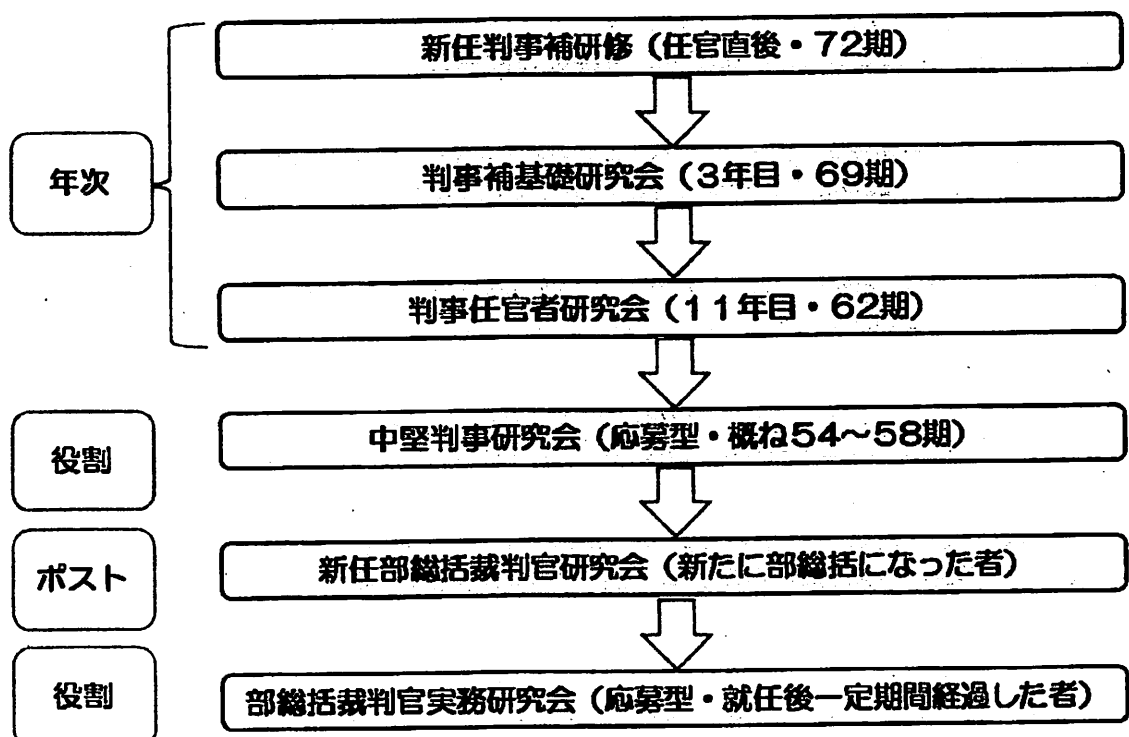 新任判事補研修（任官直後・72期）
年次
判事補基礎研究会（3年目・69期）
判事任官者研究会（11年目・62期）
役割
中堅判事研究会（応募型・概ね54～58期）
ポスト
新任部総括裁判官研究会（新たに部総括になった者）
役割
部総括裁判官実務研究会（応募型・就任後一定期間経過した者）